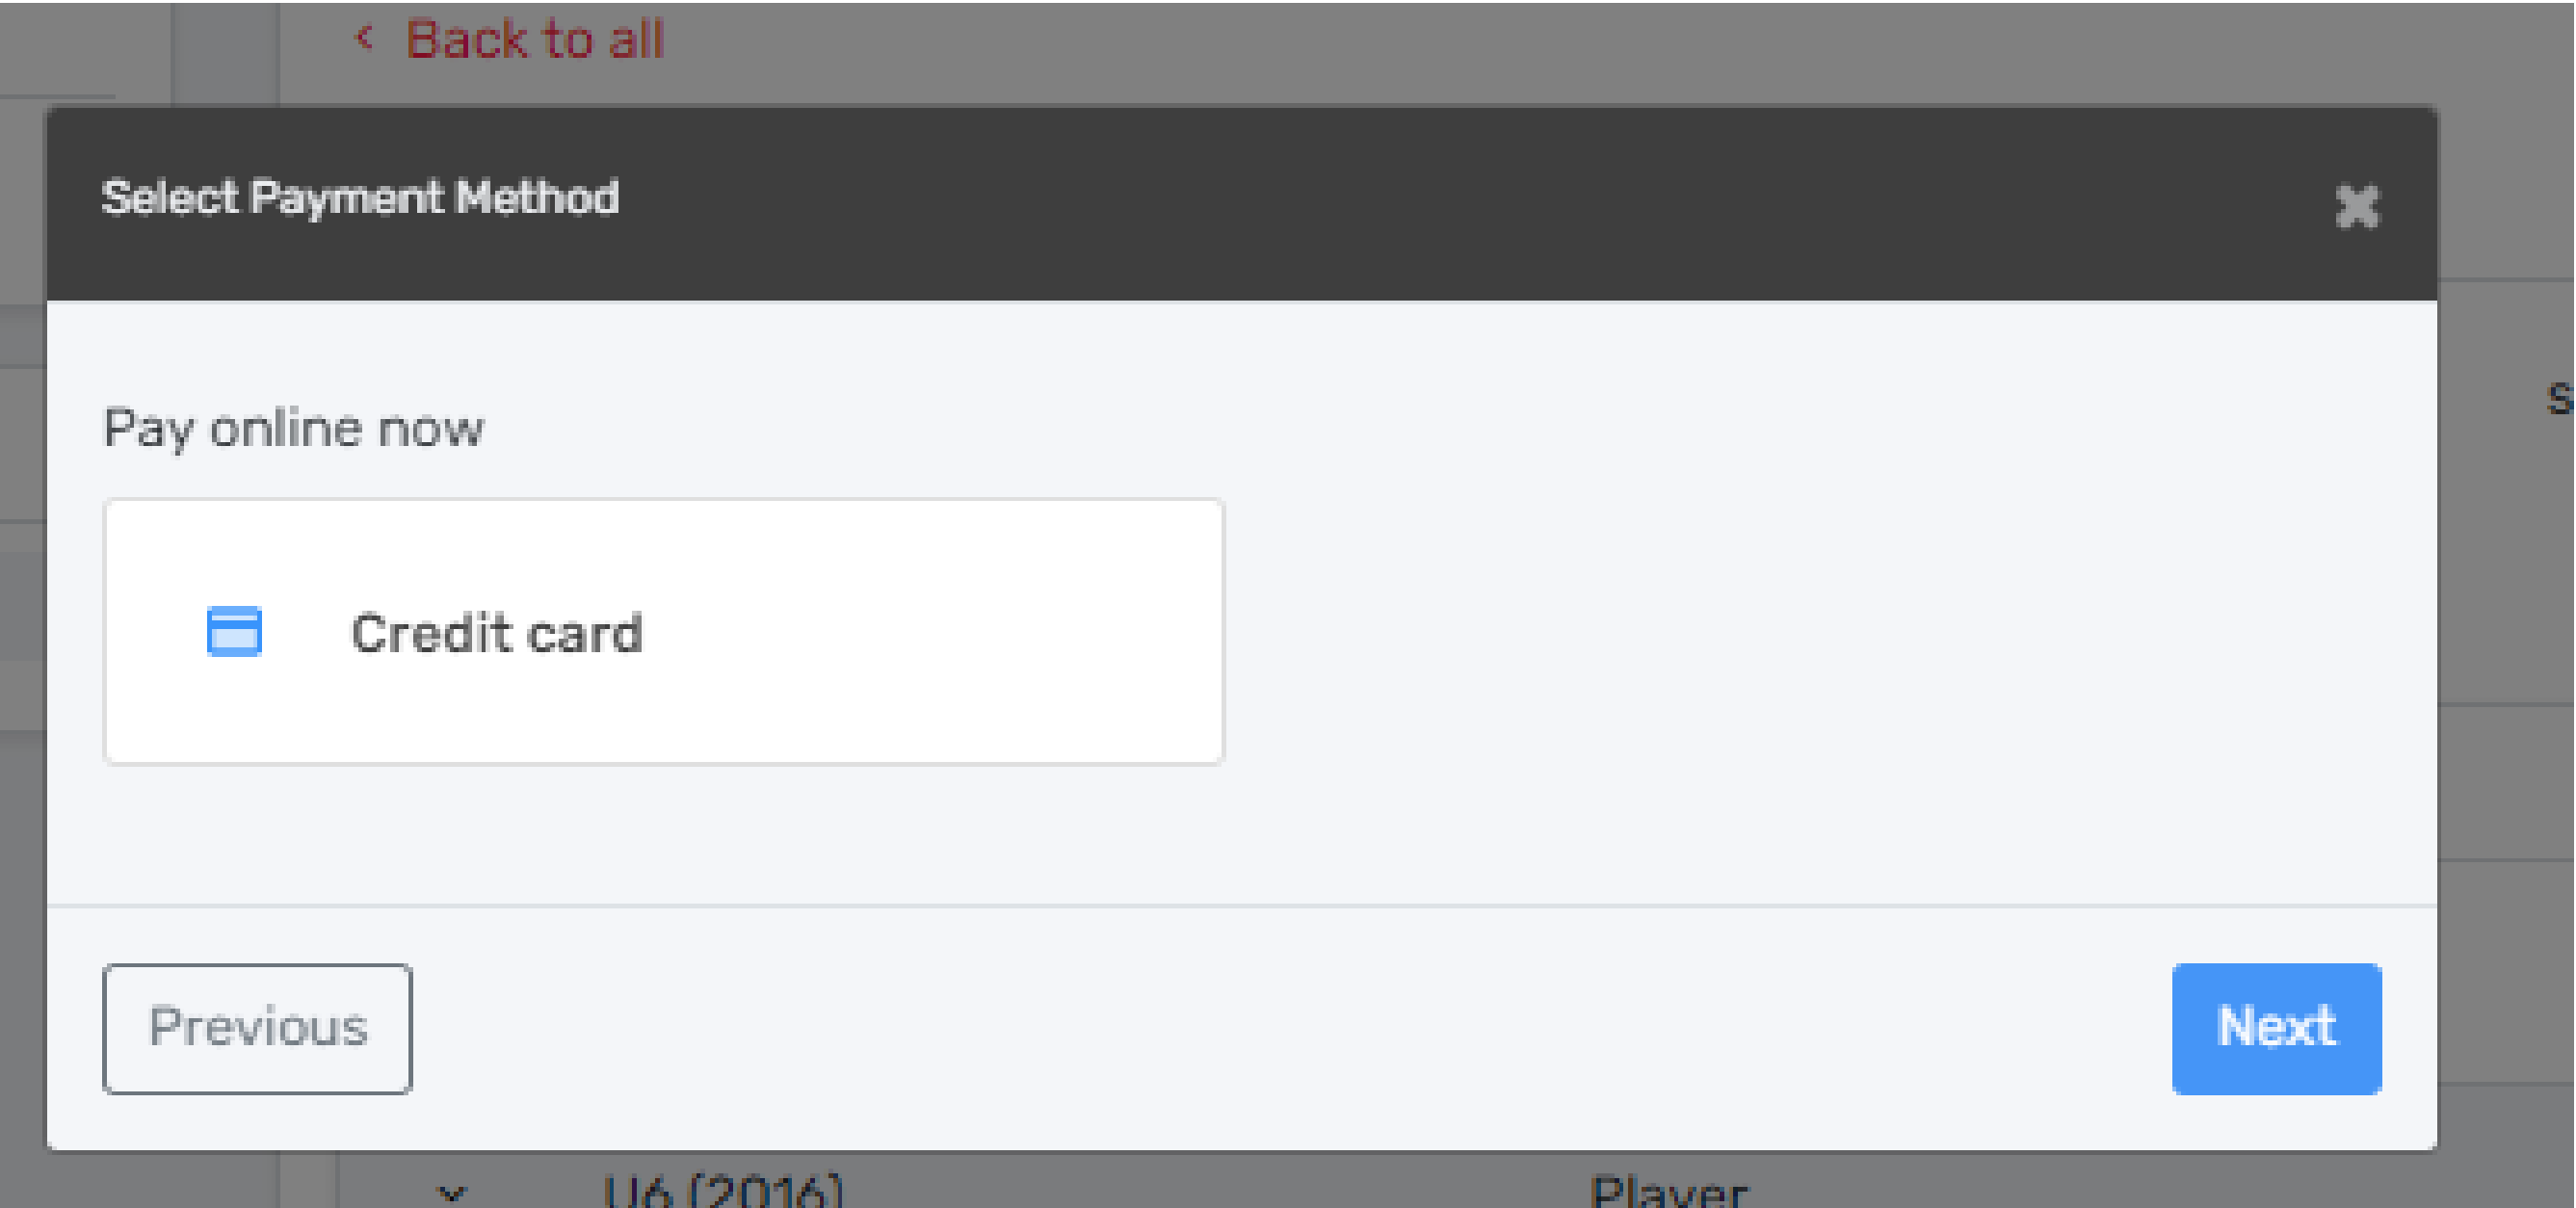 Back to all
Select Payment Method
Pay online now
Credit card
Previous
Next
U6 (2016)
Player